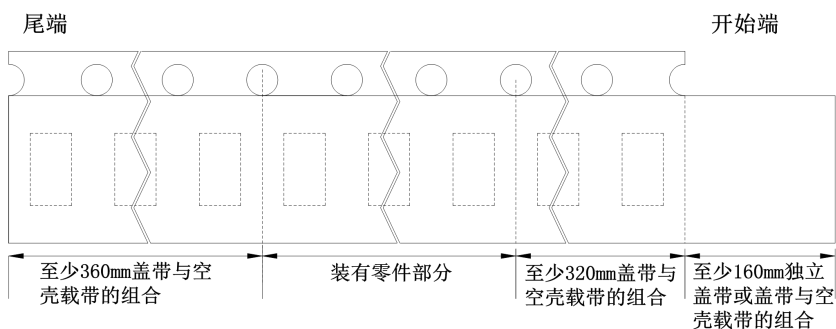 尾端
开始端
至少360mm盖带与空
壳载带的组合
装有零件部分
至少320mm盖带与
空壳载带的组合
至少160mm独立
盖带或盖带与空
壳载带的组合